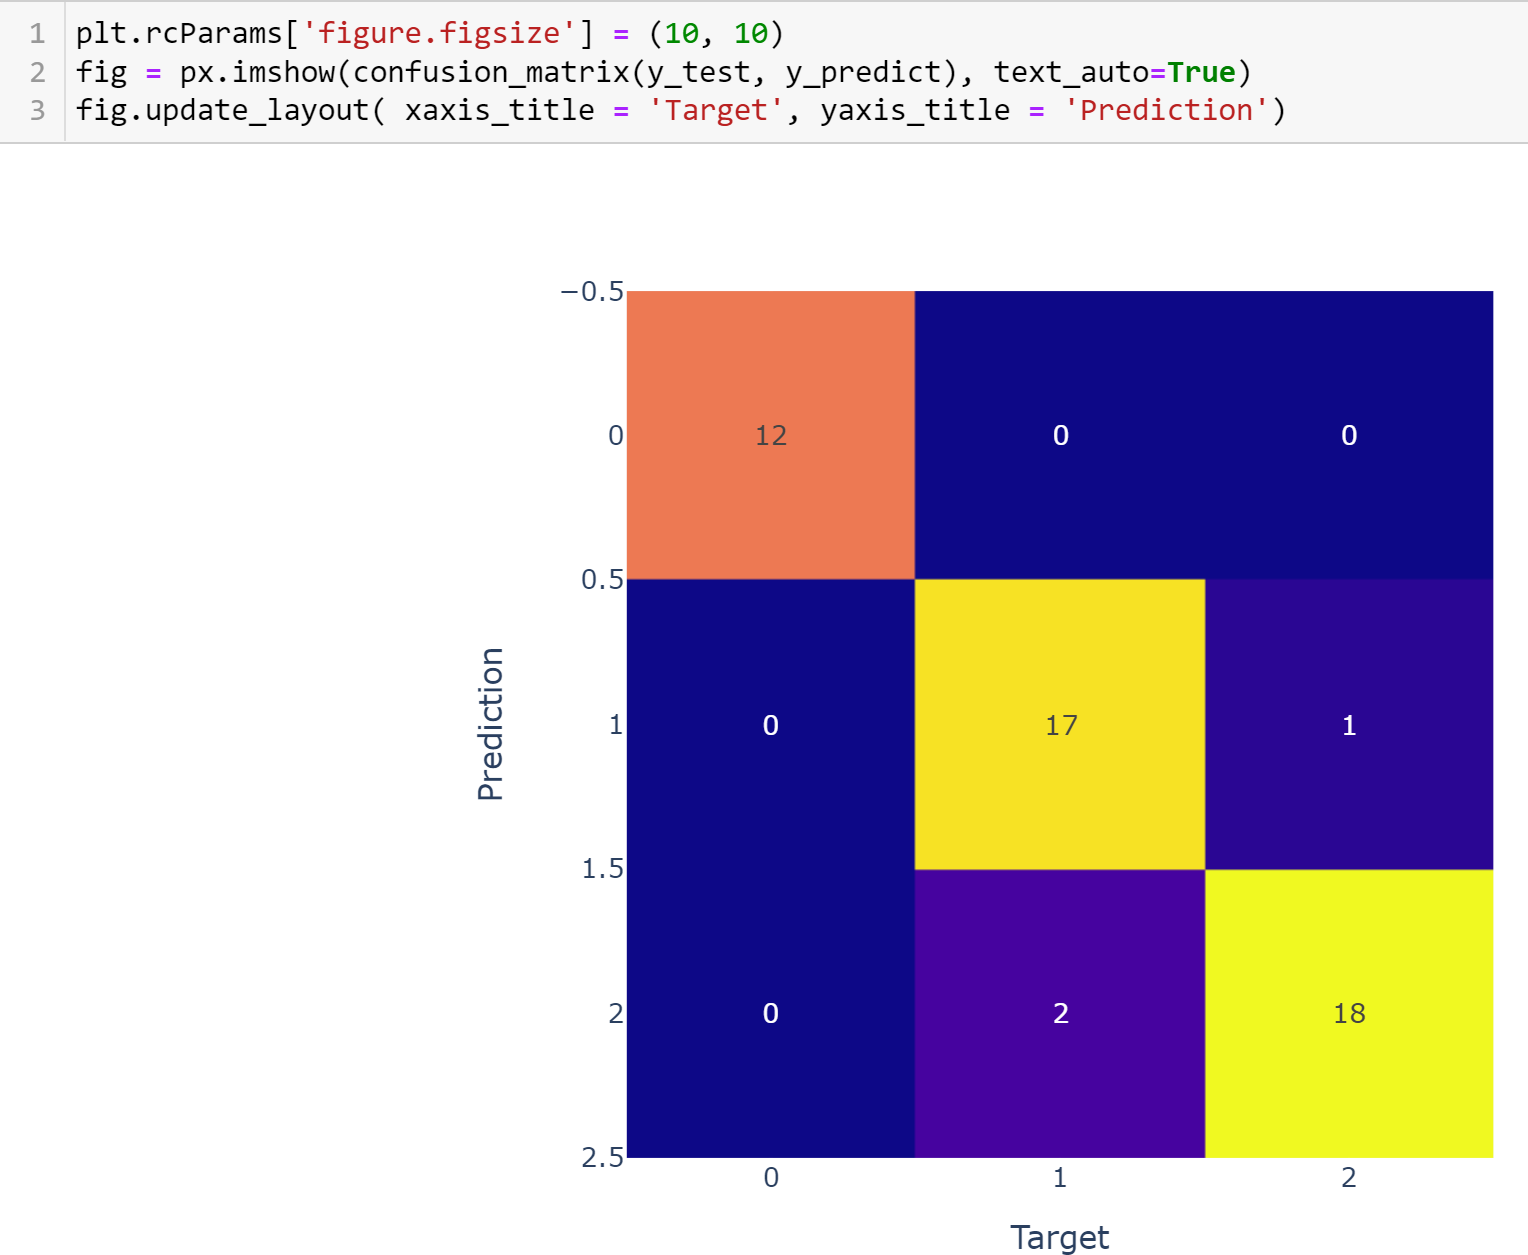 1 plt.rcParams['figure.figsize'] = (10, 10)
2 fig = px.imshow(confusion_matrix(y_test, y_predict), text_auto=True)
3 fig.update_layout( xaxis_title = 'Target', yaxis_title = 'Prediction')
−0.5
0 12 0 0
0.5
Prediction
1 0 17 1
1.5
2 0 2 18
2.5
0 1 2
Target